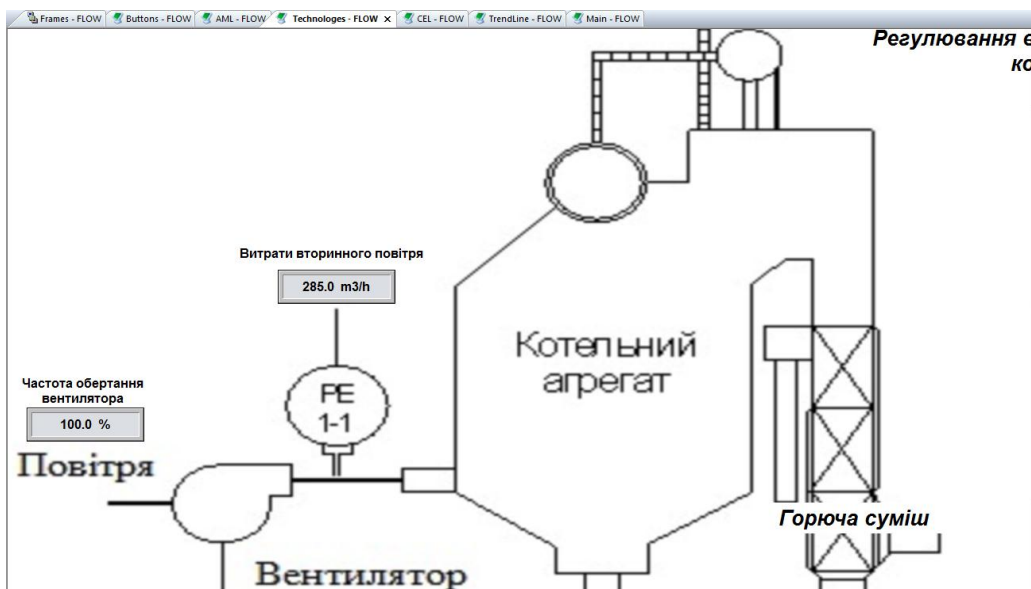 Frames - FLOW
Buttons - FLOW
AML - FLOW
Technologes - FLOW
CEL - FLOW
TrendLine - FLOW
Main - FLOW
Регулювання
Витрати вторинного повітря
285.0 m3/h
Котельний
агрегат
Частота обертання
вентилятора
100.0 %
PE
1-1
Повітря
Горюча суміш
Вентилятор